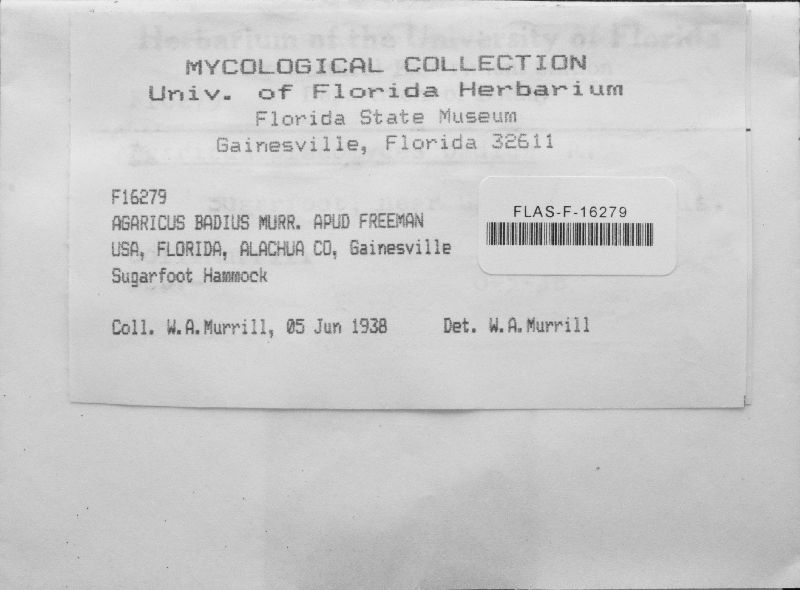 MYCOLOGICAL COLLECTION
Univ. of Florida Herbarium
Florida State Museum
Gainesville, Florida 32611
F16279
AGARICUS BADIUS MURR. APUD FREEMAN
USA, FLORIDA, ALACHUA CO, Gainesville
Sugarfoot Hammock
Coll. W.A.Murrill, 05 Jun 1938 Det. W.A.Murrill
FLAS-F-16279